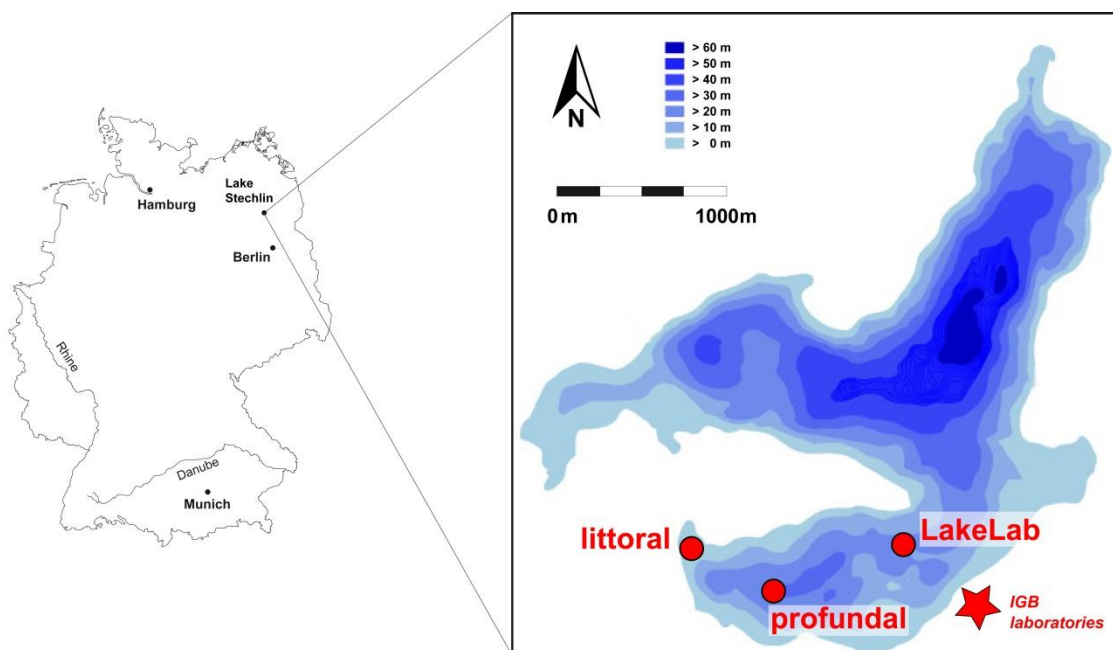 Hamburg
Lake
Stechlin
Berlin
Rhine
Danube
Munich
N
> 60 m
> 50 m
> 40 m
> 30 m
> 20 m
> 10 m
> 0 m
0 m
1000m
littoral
LakeLab
profundal
IGB
laboratories